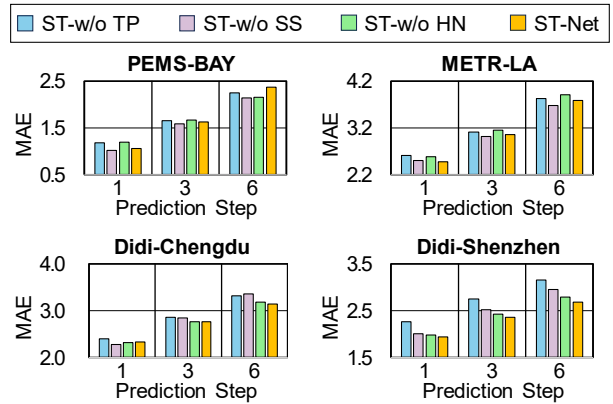 ST-w/o TP ST-w/o SS ST-w/o HN ST-Net
PEMS-BAY
MAE
2.5
1.5
0.5
1 3 6
Prediction Step
METR-LA
MAE
4.2
3.2
2.2
1 3 6
Prediction Step
Didi-Chengdu
MAE
4.0
3.0
2.0
1 3 6
Prediction Step
Didi-Shenzhen
MAE
3.5
2.5
1.5
1 3 6
Prediction Step